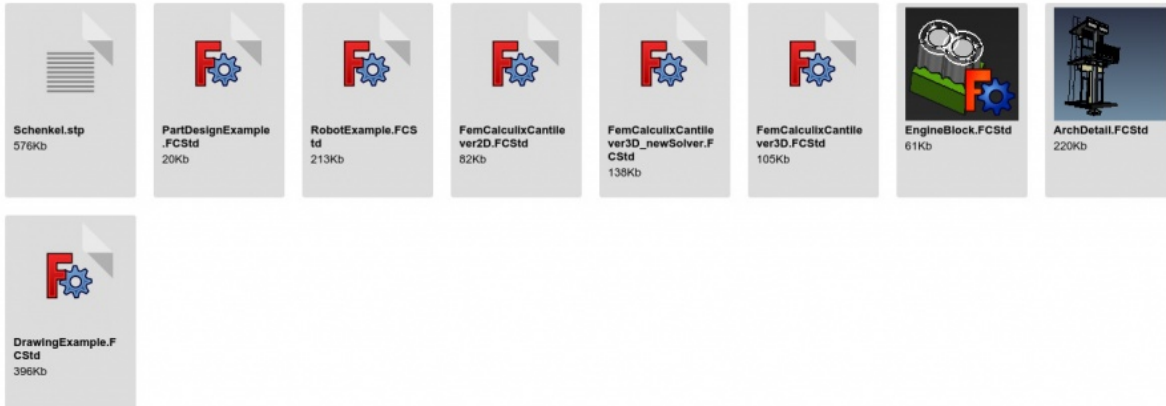 Schenkel.stp
576Kb
PartDesignExample
.FCStd
20Kb
RobotExample.FCS
td
213Kb
FemCalculixCantile
ver2D.FCStd
82Kb
FemCalculixCantile
ver3D_newSolver.F
CStd
138Kb
FemCalculixCantile
ver3D.FCStd
105Kb
EngineBlock.FCStd
61Kb
ArchDetail.FCStd
220Kb
DrawingExample.F
CStd
396Kb